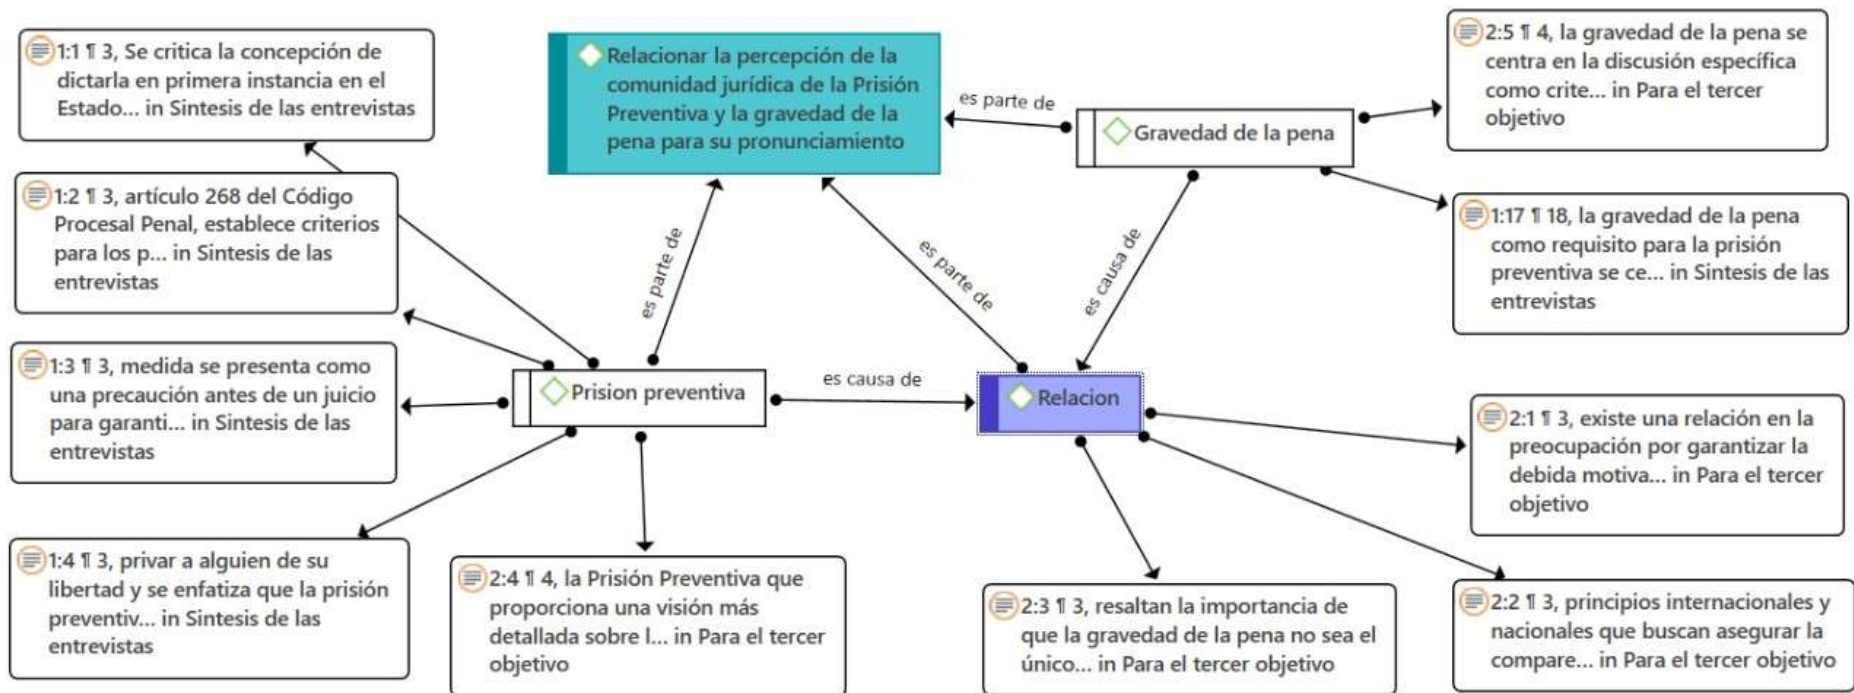 1:1 ¶ 3, Se critica la concepción de
dictarla en primera instancia en el
Estado... in Sintesis de las entrevistas
Relacionar la percepción de la
comunidad jurídica de la Prisión
Preventiva y la gravedad de la
pena para su pronunciamiento
es parte de
Gravedad de la pena
2:5 ¶ 4, la gravedad de la pena se
centra en la discusión específica
como crite... in Para el tercer
objetivo
1:2 ¶ 3, artículo 268 del Código
Procesal Penal, establece criterios
para los p... in Sintesis de las
entrevistas
es parte de
es parte de
es causa de
1:17 ¶ 18, la gravedad de la pena
como requisito para la prisión
preventiva se ce... in Sintesis de las
entrevistas
1:3 ¶ 3, medida se presenta como
una precaución antes de un juicio
para garanti... in Sintesis de las
entrevistas
Prision preventiva
es causa de
Relacion
2:1 ¶ 3, existe una relación en la
preocupación por garantizar la
debida motiva... in Para el tercer
objetivo
1:4 ¶ 3, privar a alguien de su
libertad y se enfatiza que la prisión
preventiv... in Sintesis de las
entrevistas
2:4 ¶ 4, la Prisión Preventiva que
proporciona una visión más
detallada sobre l... in Para el tercer
objetivo
2:3 ¶ 3, resaltan la importancia de
que la gravedad de la pena no sea el
único... in Para el tercer objetivo
2:2 ¶ 3, principios internacionales y
nacionales que buscan asegurar la
compare... in Para el tercer objetivo